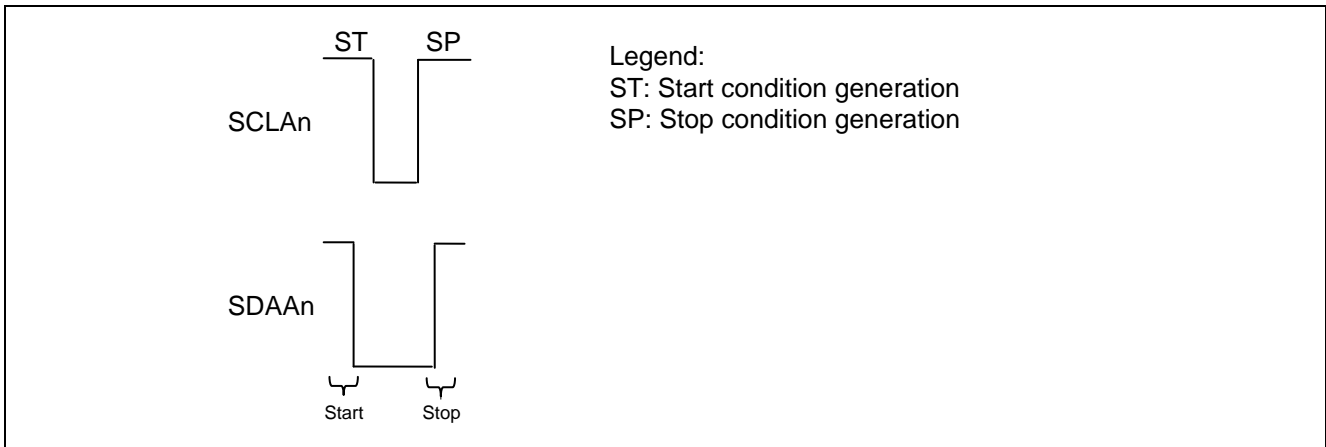 ST SP
SCLAn
SDAAn
Start Stop
Legend:
ST: Start condition generation
SP: Stop condition generation